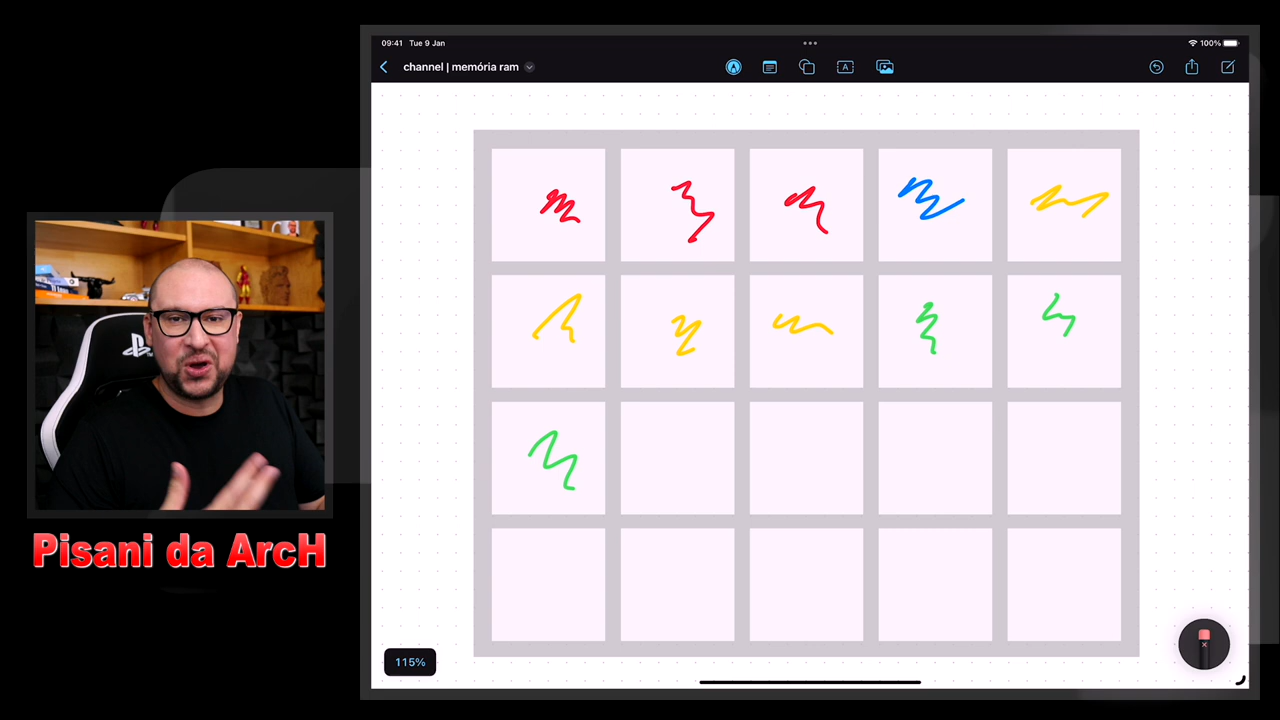 09:41 Tue 9 Jan
100%
channel | memória ram
A
Pisani da ArcH
115%